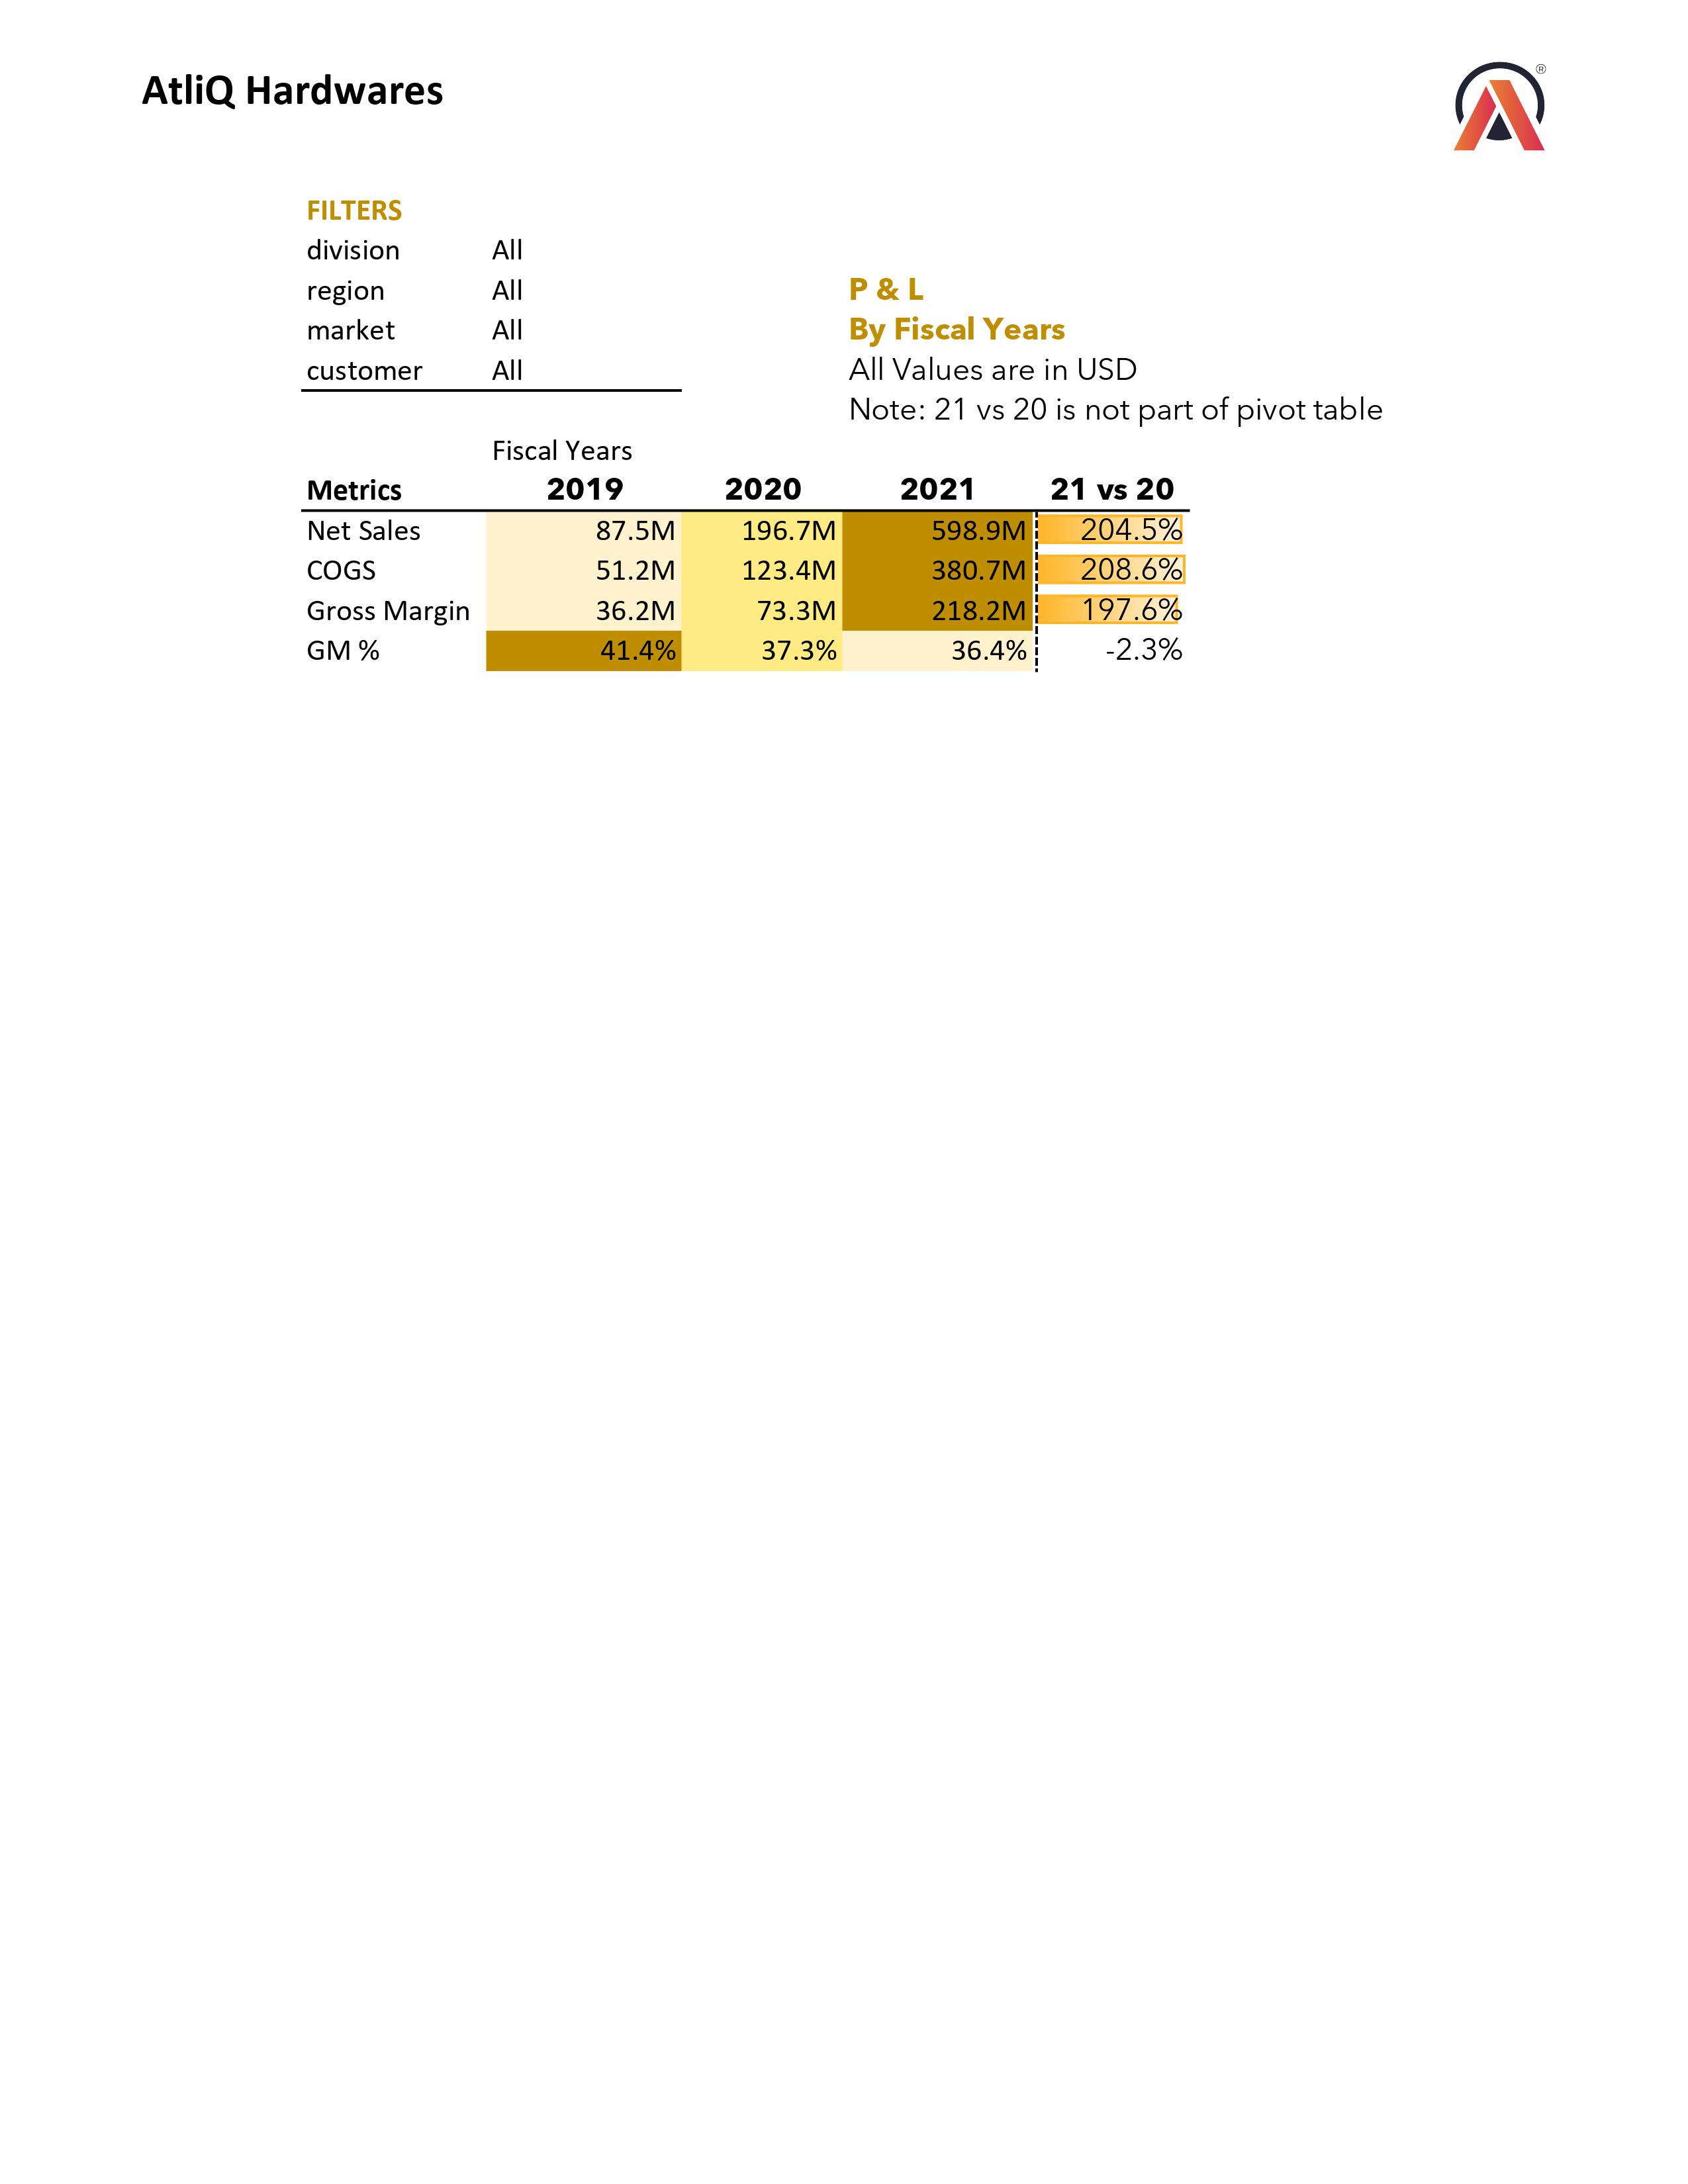 AtliQ Hardwares
®
FILTERS
division All
region All
P & L
market All
By Fiscal Years
customer All
All Values are in USD
Note: 21 vs 20 is not part of pivot table
Fiscal Years
Metrics 2019 2020 2021 21 vs 20
Net Sales 87.5M 196.7M 598.9M 204.5%
COGS 51.2M 123.4M 380.7M 208.6%
Gross Margin 36.2M 73.3M 218.2M 197.6%
GM % 41.4% 37.3% 36.4% -2.3%